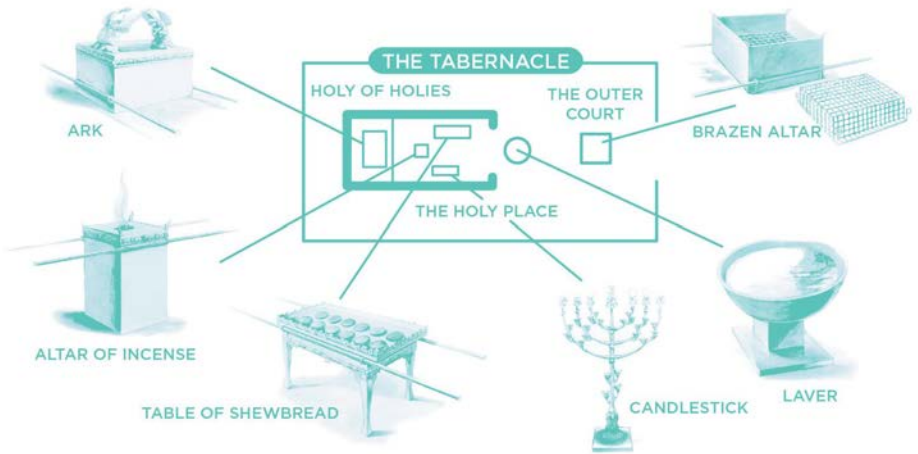 THE TABERNACLE
HOLY OF HOLIES
THE OUTER
COURT
ARK
BRAZEN ALTAR
THE HOLY PLACE
ALTAR OF INCENSE
TABLE OF SHEWBREAD
CANDLESTICK
LAVER